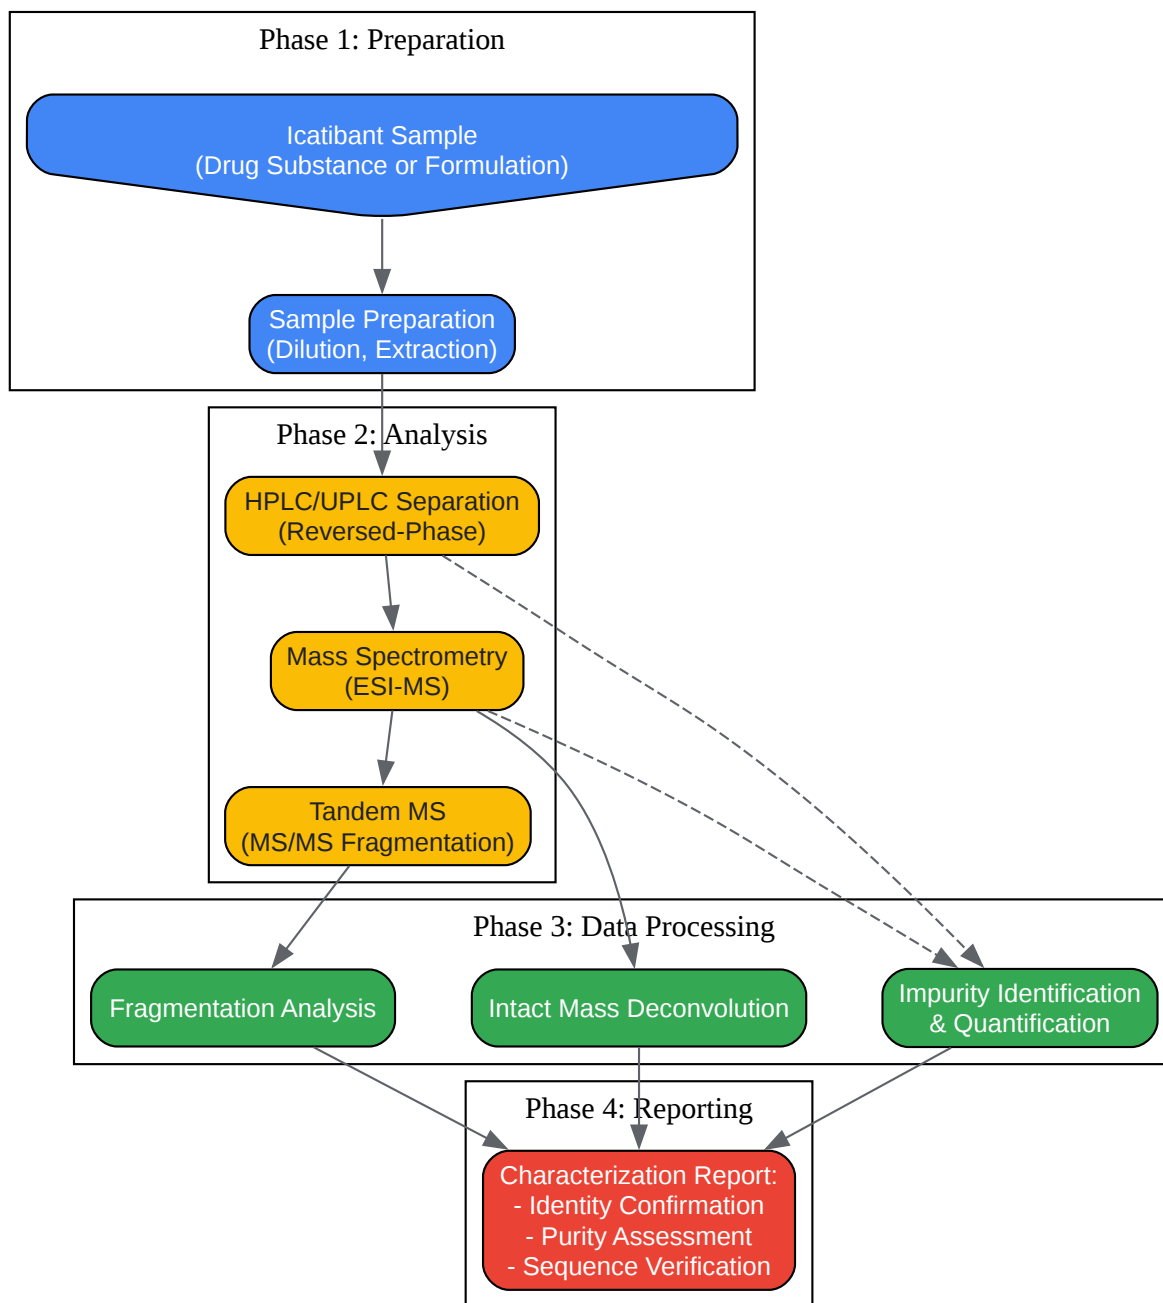 Phase 1: Preparation
Icatibant Sample
(Drug Substance or Formulation)
Sample Preparation
(Dilution, Extraction)
Phase 2: Analysis
HPLC/UPLC Separation
(Reversed-Phase)
Mass Spectrometry
(ESI-MS)
Tandem MS
(MS/MS Fragmentation)
Phase 3: Data Processing
Fragmentation Analysis
Intact Mass Deconvolution
Impurity Identification
& Quantification
Phase 4: Reporting
Characterization Report:
- Identity Confirmation
- Purity Assessment
- Sequence Verification